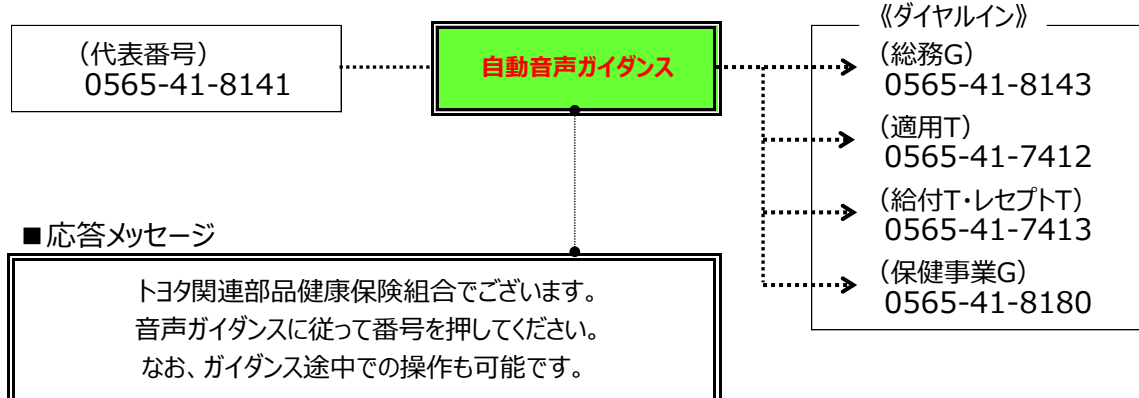 (代表番号)
0565-41-8141
自動音声ガイダンス
《ダイヤルイン》
(総務G)
0565-41-8143
(適用T)
0565-41-7412
(給付T・レセプトT)
0565-41-7413
(保健事業G)
0565-41-8180
■応答メッセージ
トヨタ関連部品健康保険組合でございます。
音声ガイダンスに従って番号を押してください。
なお、ガイダンス途中での操作も可能です。